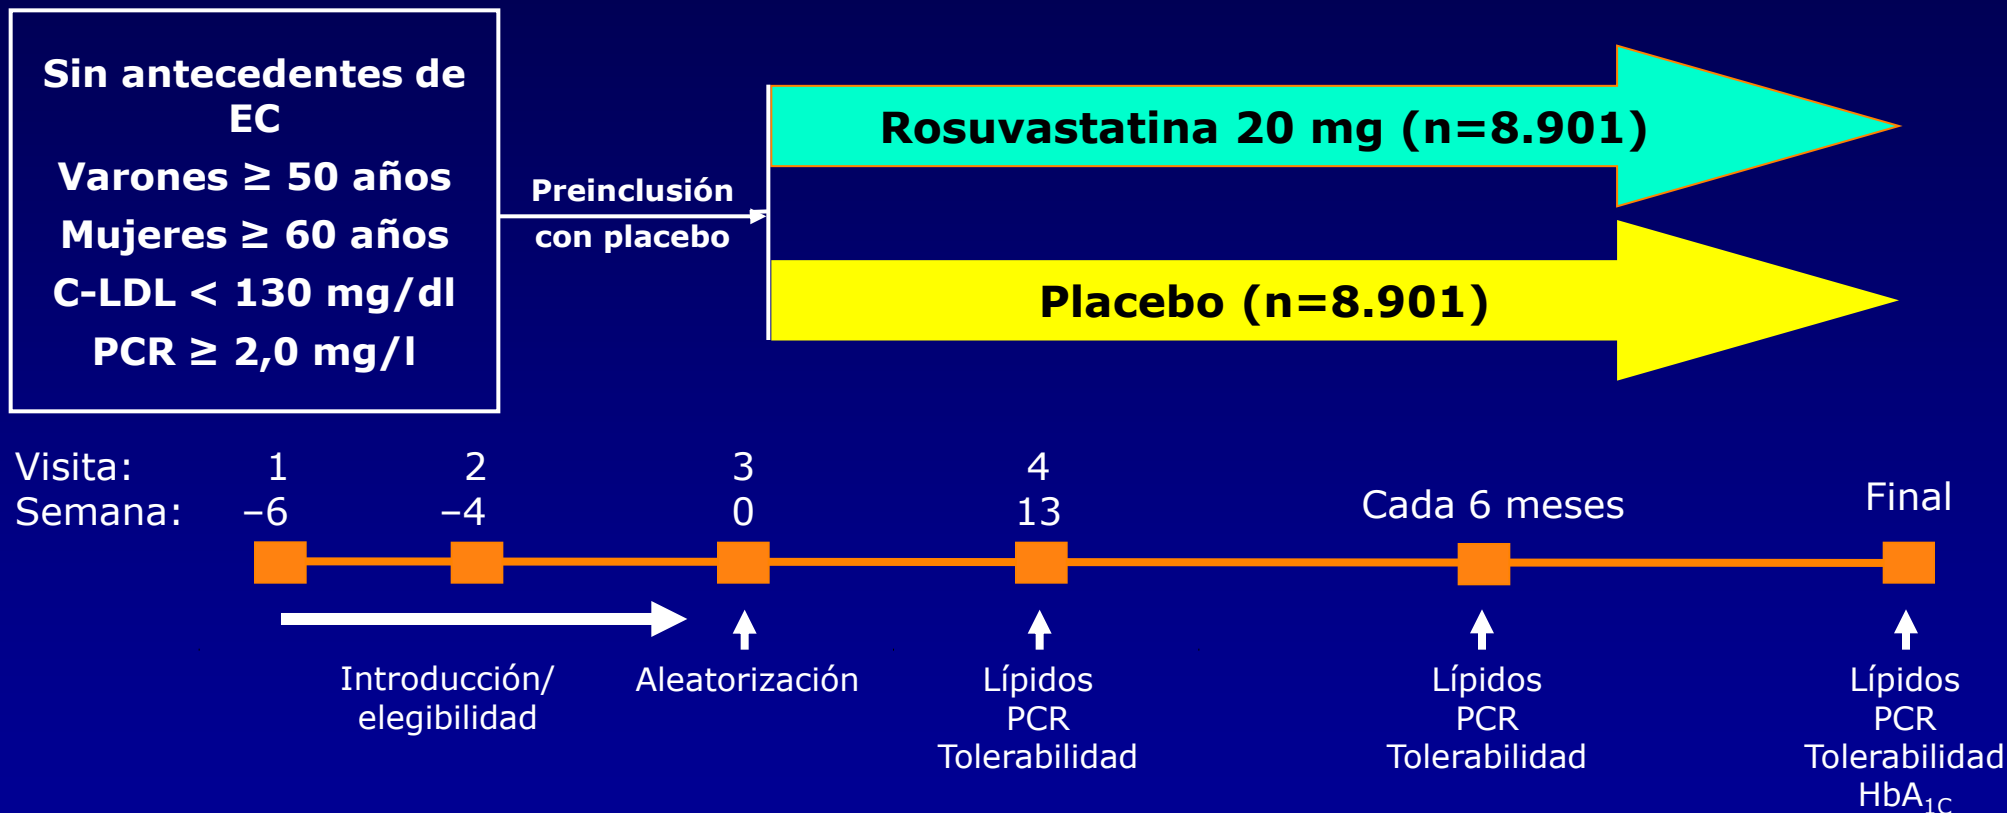 Sin antecedentes de
EC
Varones ≥ 50 años
Mujeres ≥ 60 años
C-LDL < 130 mg/dl
PCR ≥ 2,0 mg/l
Preinclusión
con placebo
Rosuvastatina 20 mg (n=8.901)
Placebo (n=8.901)
Visita: 1 2 3 4
Semana: −6 −4 0 13 Cada 6 meses Final
Introducción/
elegibilidad
Aleatorización
Lípidos
PCR
Tolerabilidad
Lípidos
PCR
Tolerabilidad
Lípidos
PCR
Tolerabilidad
HbA1C